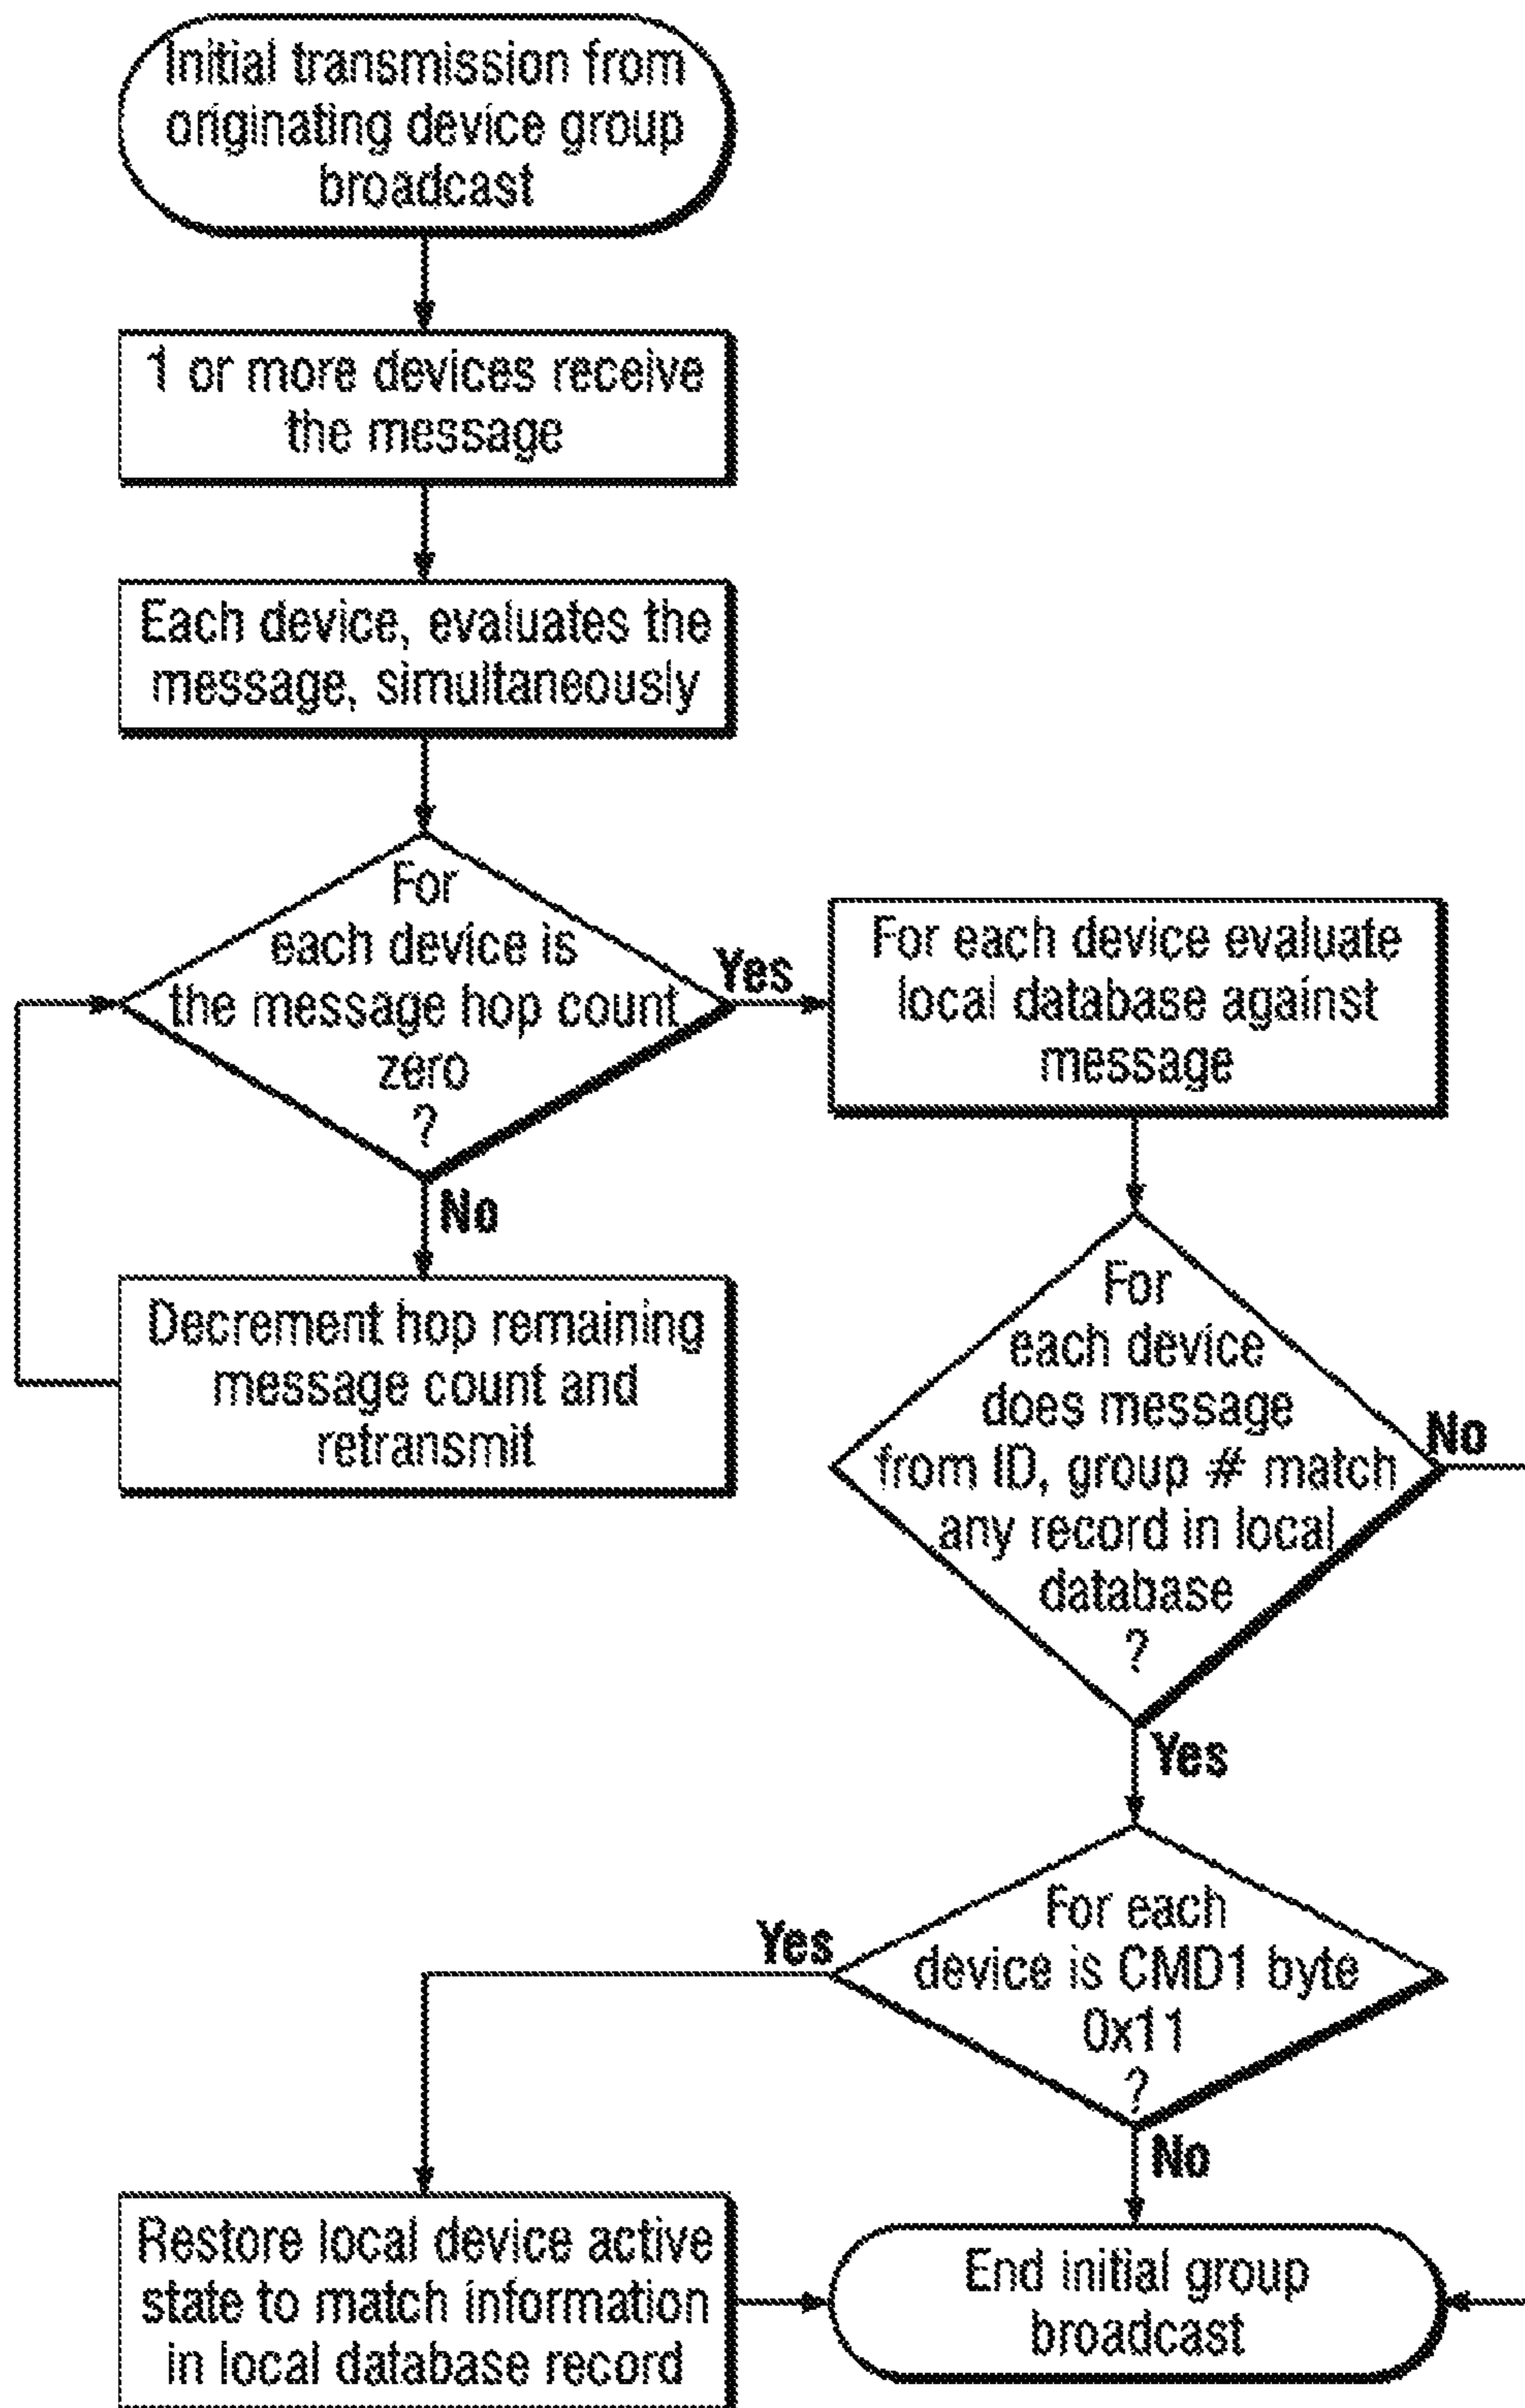 Initial transmission from
originating device group
broadcast
1 or more devices receive
the message
Each device, evaluates the
message, simultaneously
For
each device is
the message hop count
zero
?
Yes
No
Decrement hop remaining
message count and
retransmit
For each device evaluate
local database against
message
For
each device
does message
from ID, group # match
any record in local
database
?
No
Yes
For each
device is CMD1 byte
0x11
?
Yes
No
Restore local device active
state to match information
in local database record
End initial group
broadcast